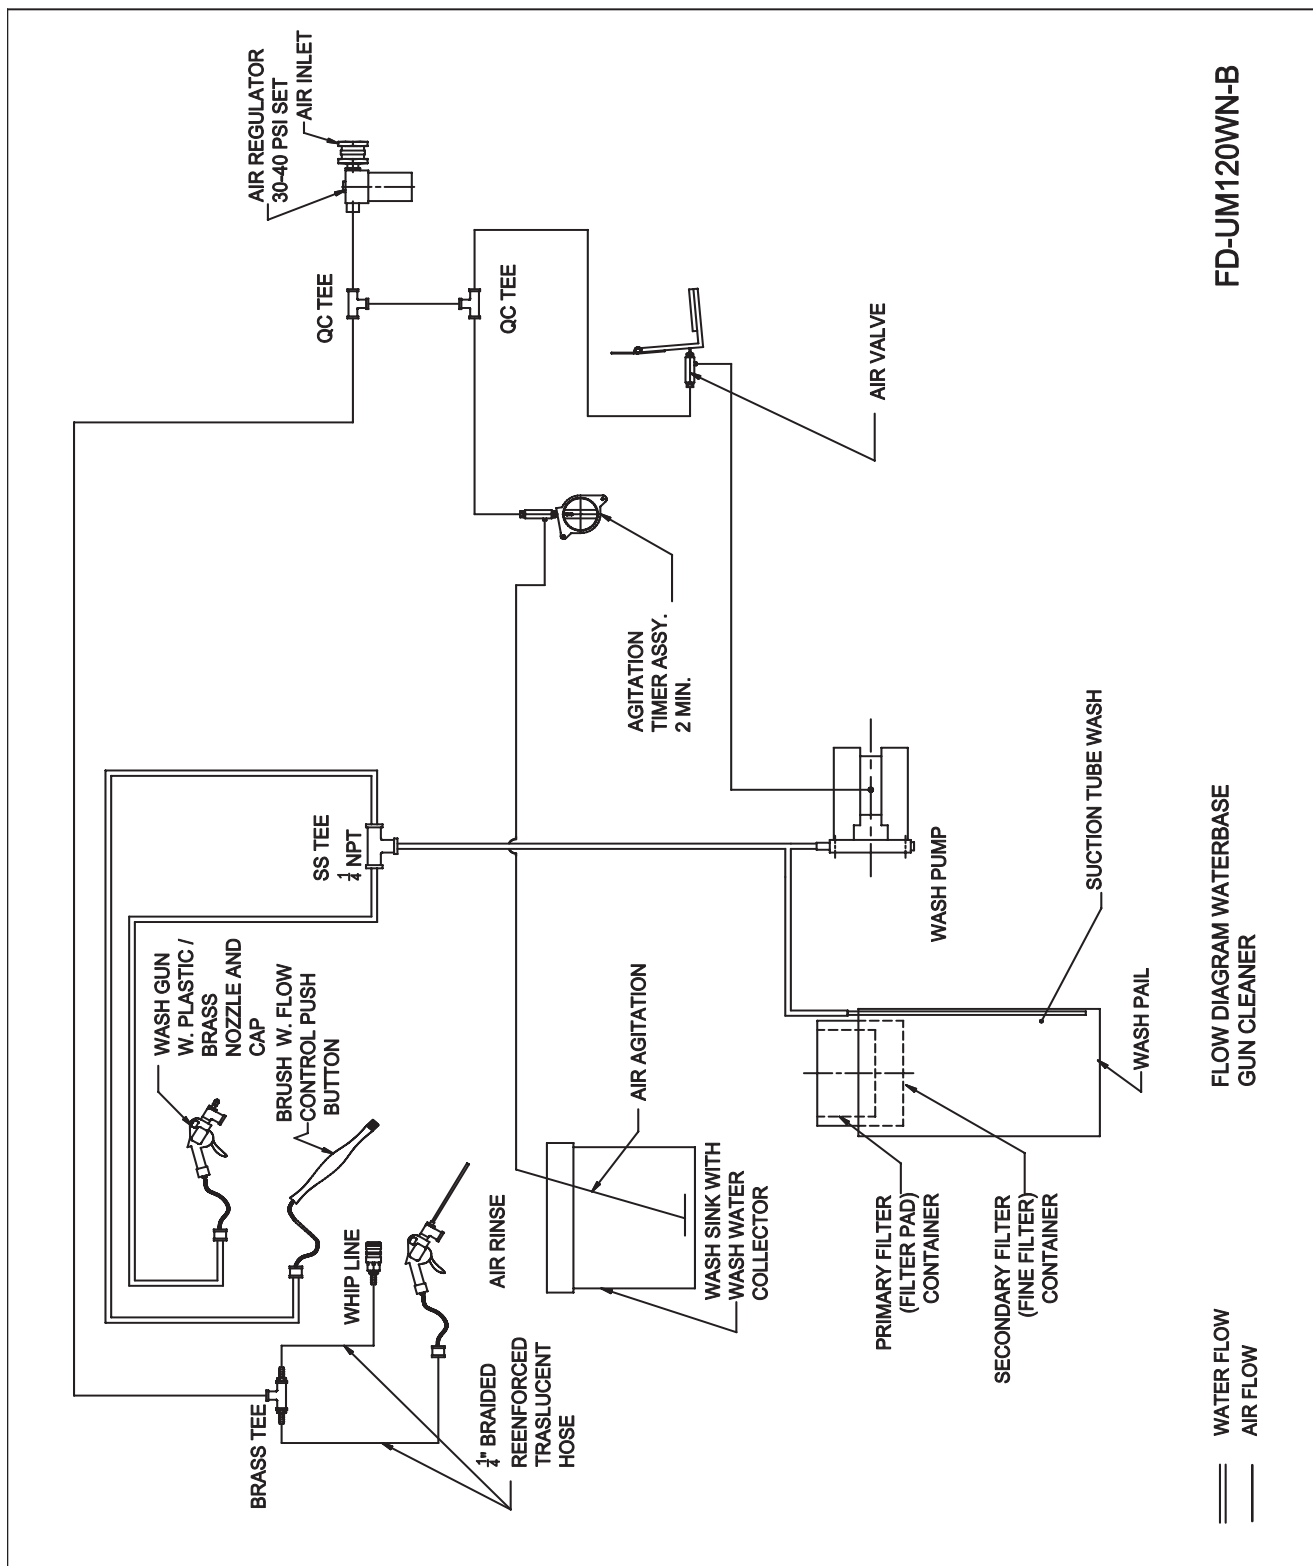 AIR REGULATOR
30-40 PSI SET
AIR INLET
QC TEE
QC TEE
AIR VALVE
FD-UM120WN-B
AGITATION
TIMER ASSY.
2 MIN.
SS TEE
1/4 NPT
WASH PUMP
SUCTION TUBE WASH
WASH GUN
W. PLASTIC /
BRASS
NOZZLE AND
CAP
BRUSH W. FLOW
CONTROL PUSH
BUTTON
AIR AGITATION
WASH PAIL
FLOW DIAGRAM WATERBASE
GUN CLEANER
WHIP LINE
AIR RINSE
WASH SINK WITH
WASH WATER
COLLECTOR
PRIMARY FILTER
(FILTER PAD)
CONTAINER
SECONDARY FILTER
(FINE FILTER)
CONTAINER
BRASS TEE
1/4" BRAIDED
REENFORCED
TRASLUCENT
HOSE
WATER FLOW
AIR FLOW